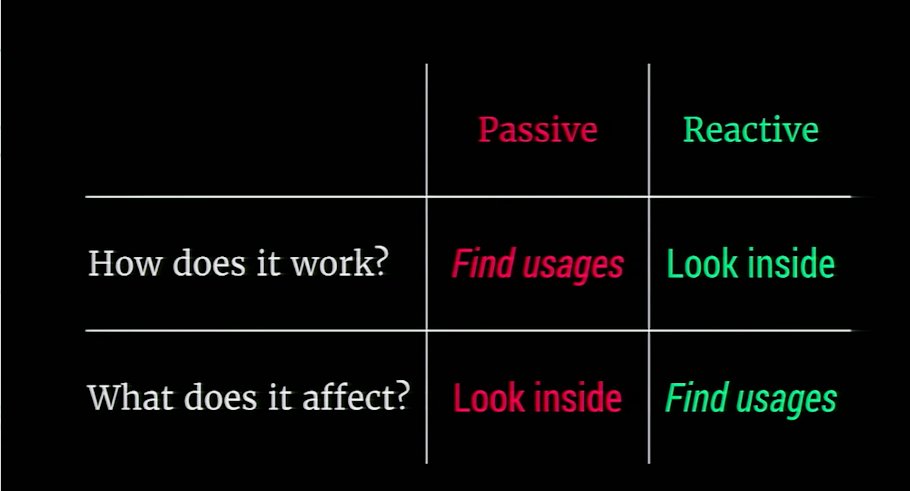 Passive Reactive
How does it work? Find usages Look inside
What does it affect? Look inside Find usages